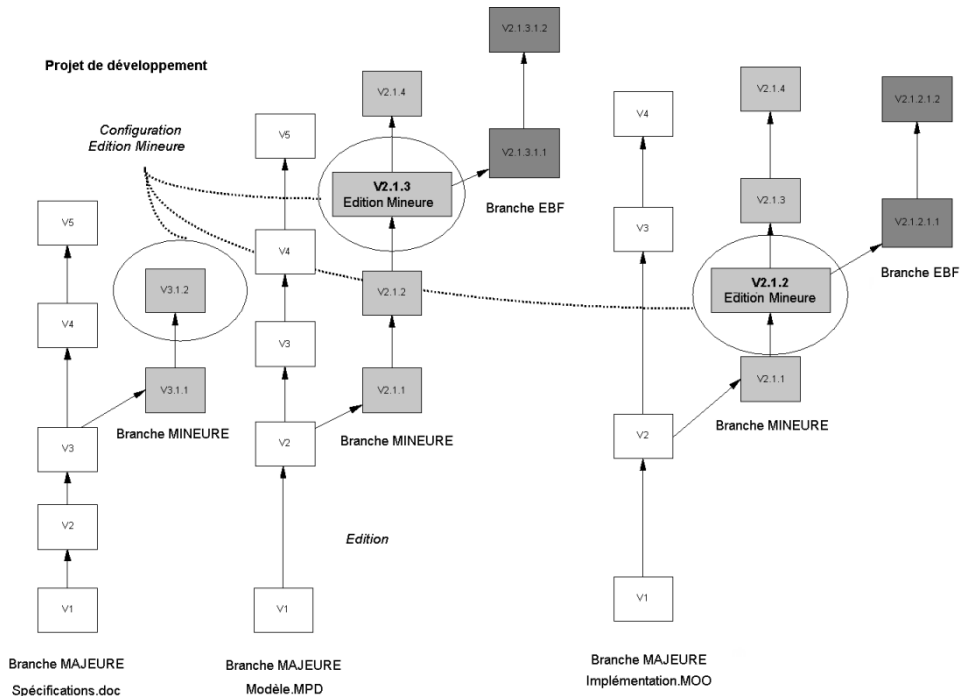 Projet de développement
Configuration
Edition Mineure
V5
V4
V3
V2
V1
V3.1.2
V3.1.1
Branche MINEURE
Branche MAJEURE
Spécifications.doc
V5
V4
V3
V2
V1
V2.1.4
V2.1.3
Edition Mineure
V2.1.2
V2.1.1
Branche MINEURE
V2.1.3.1.2
V2.1.3.1.1
Branche EBF
Edition
Branche MAJEURE
Modèle.MPD
V4
V3
V2
V1
V2.1.4
V2.1.3
V2.1.2
Edition Mineure
V2.1.1
Branche MINEURE
V2.1.2.1.2
V2.1.2.1.1
Branche EBF
Branche MAJEURE
Implémentation.MOO